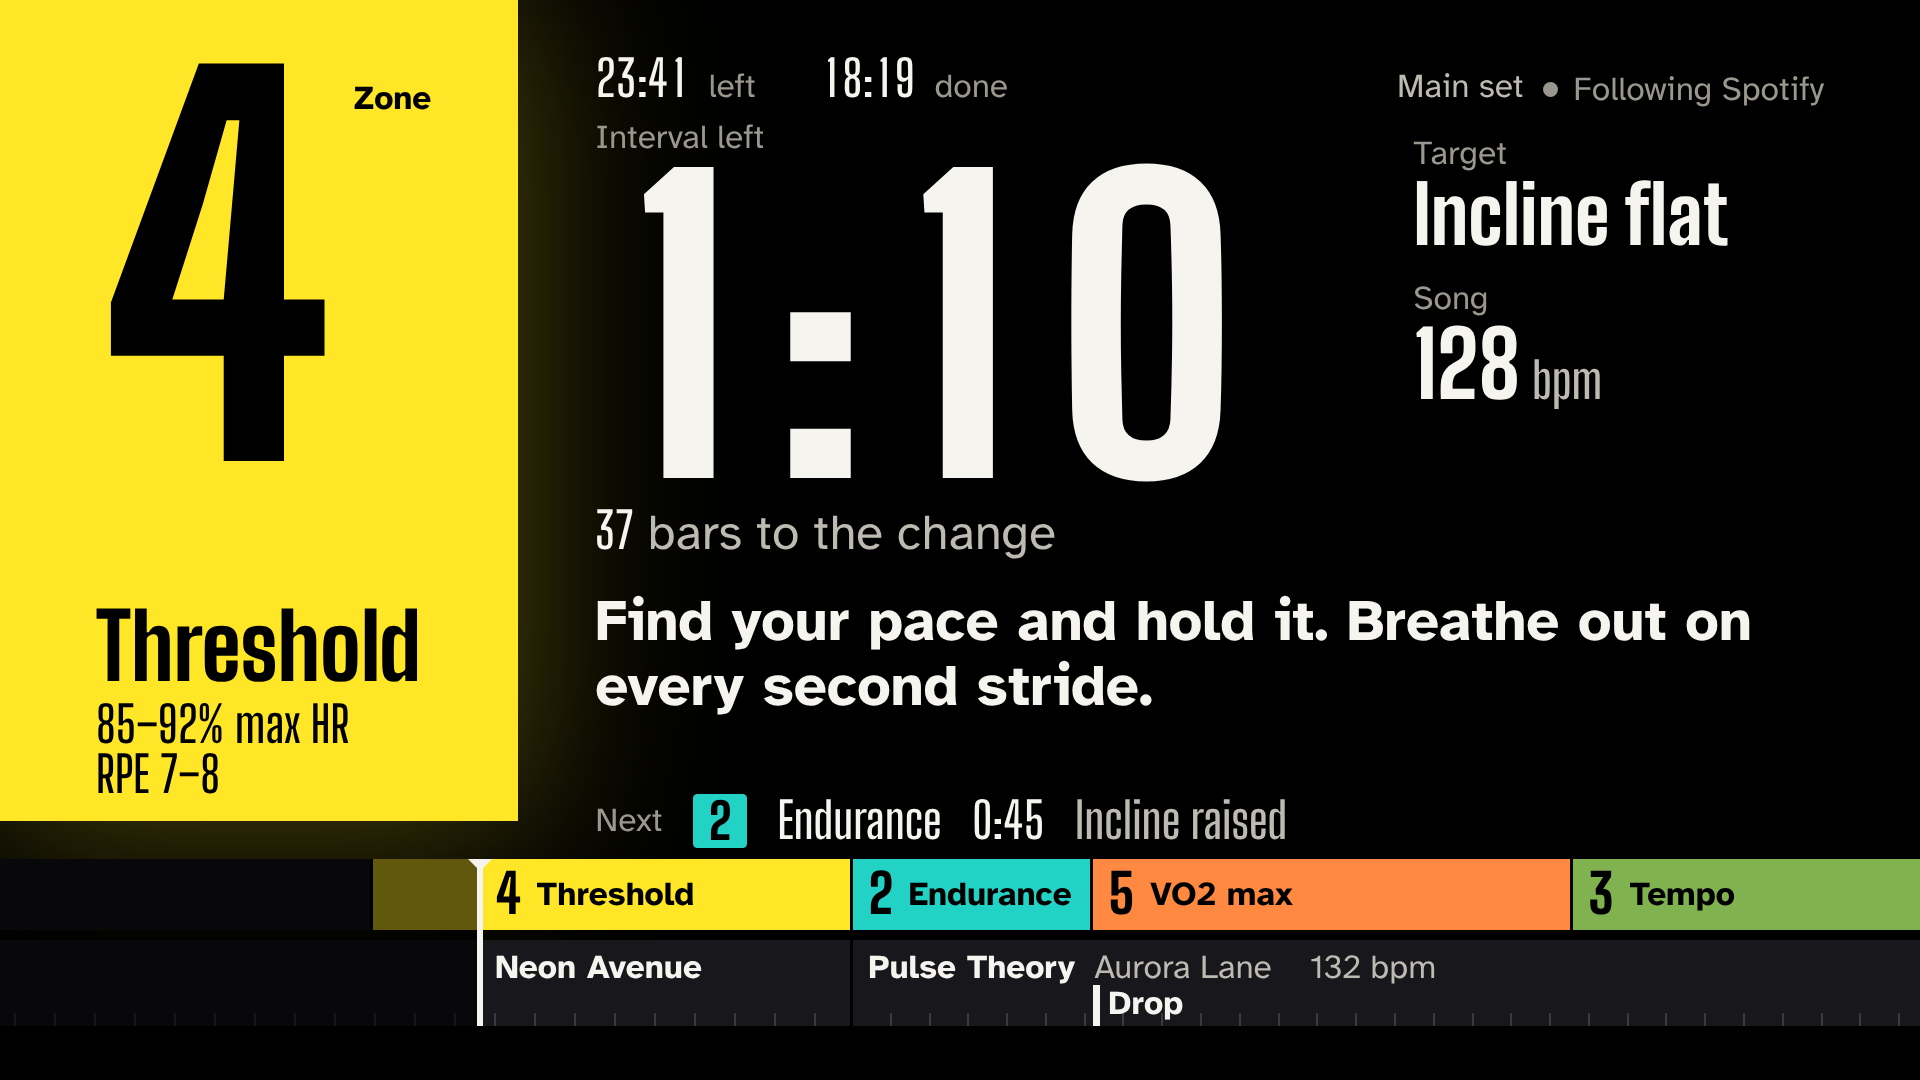 4 Zone
Threshold
85–92% max HR
RPE 7–8
23:41 left 18:19 done
Main set ● Following Spotify
Interval left
1:10
37 bars to the change
Target
Incline flat
Song
128 bpm
Find your pace and hold it. Breathe out on
every second stride.
Next 2 Endurance 0:45 Incline raised
4 Threshold 2 Endurance 5 VO2 max 3 Tempo
Neon Avenue Pulse Theory Aurora Lane 132 bpm
Drop